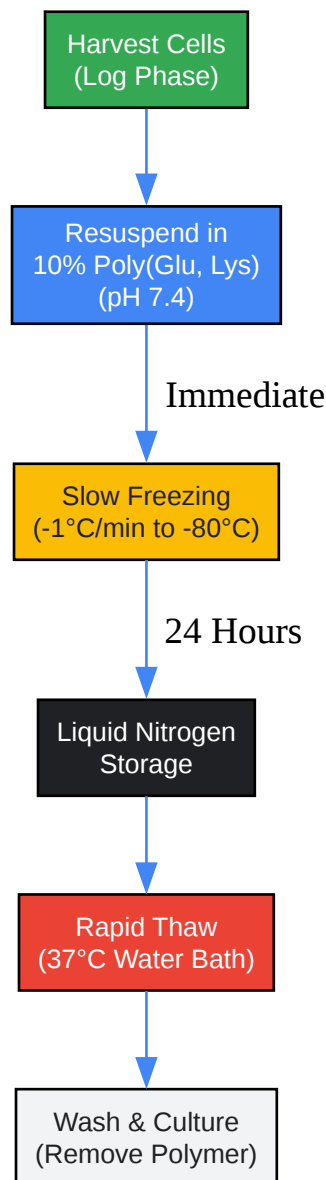 Harvest Cells
(Log Phase)
Resuspend in
10% Poly(Glu, Lys)
(pH 7.4)
Immediate
Slow Freezing
(-1°C/min to -80°C)
24 Hours
Liquid Nitrogen
Storage
Rapid Thaw
(37°C Water Bath)
Wash & Culture
(Remove Polymer)